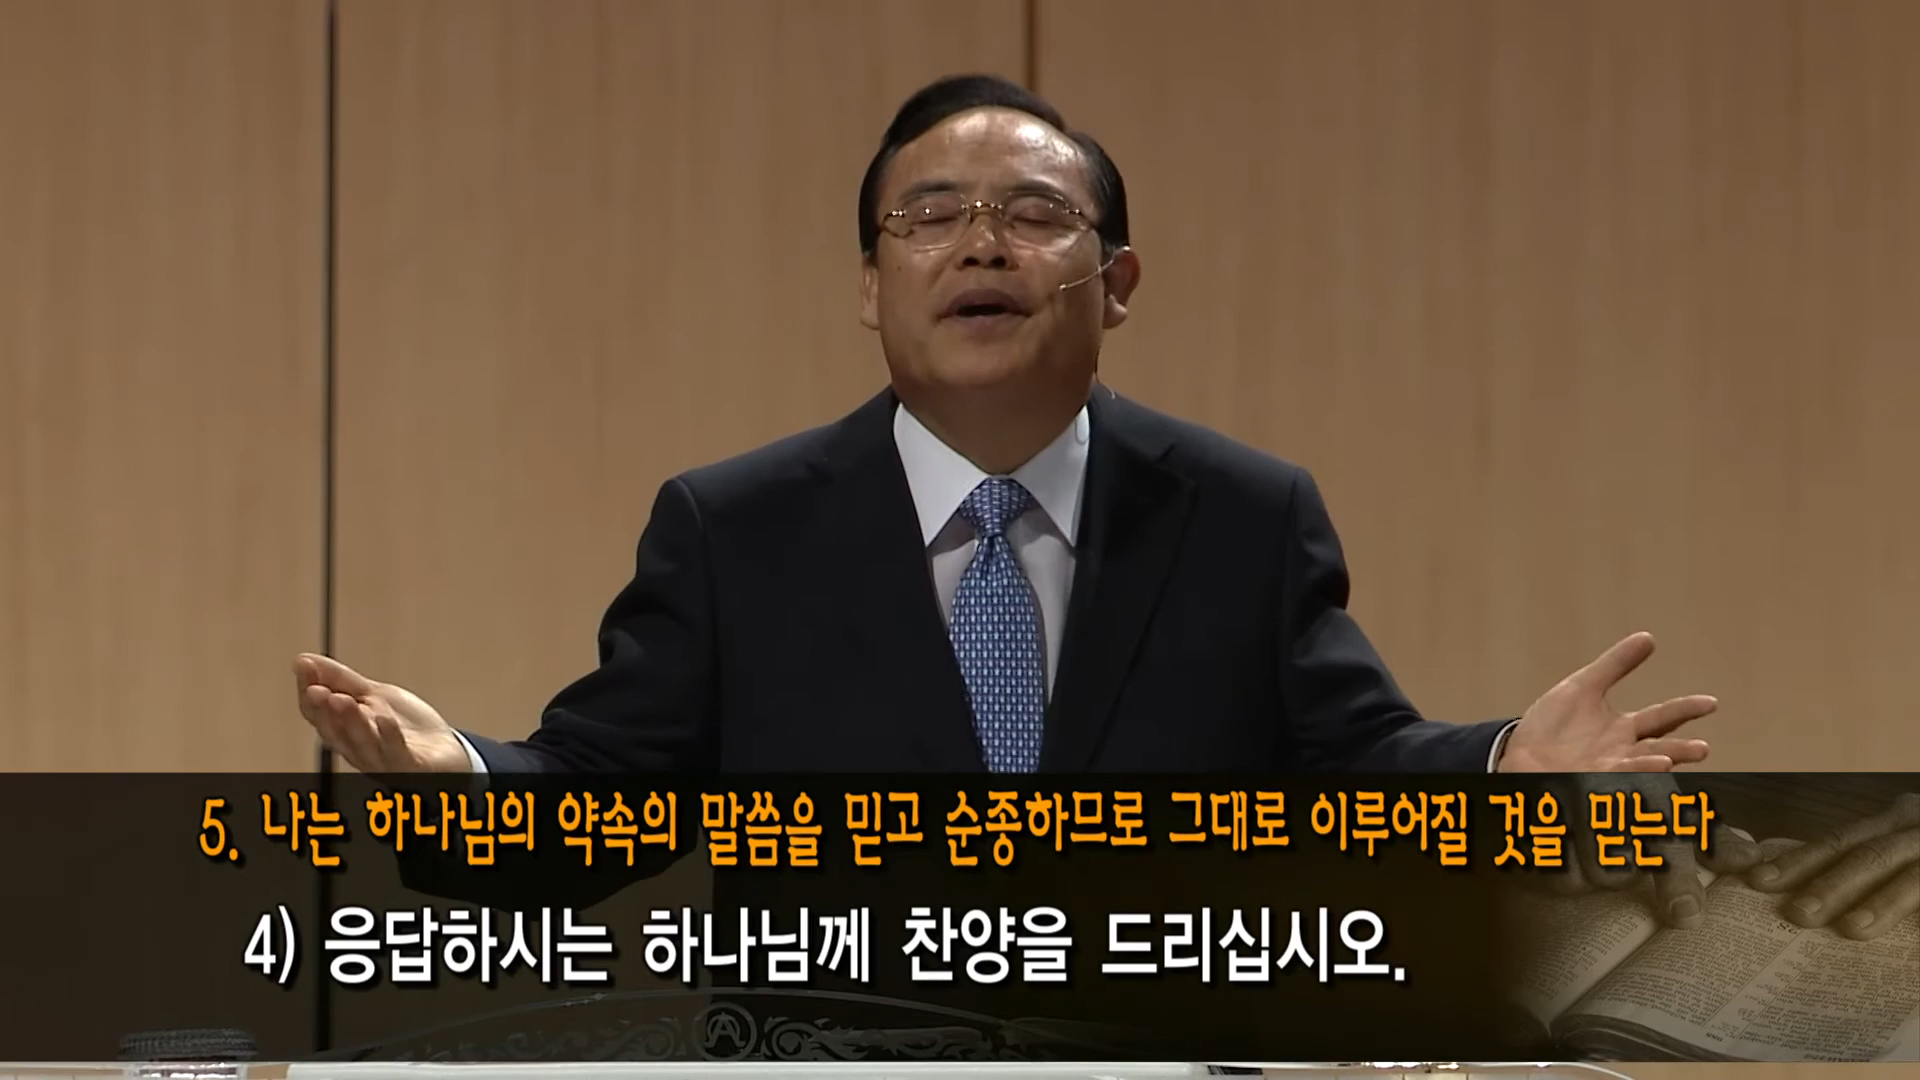 5. 나는 하나님의 약속의 말씀을 믿고 순종하므로 그대로 이루어질 것을 믿는다
4) 응답하시는 하나님께 찬양을 드리십시오.